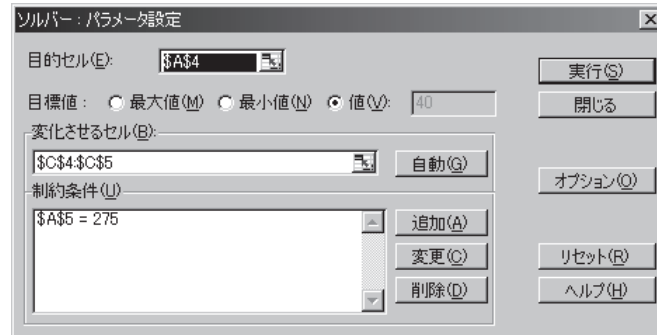 ソルバー：パラメータ設定
目的セル(E): $A$4 実行(S)
目標値： 最大値(M) 最小値(N) 値(V): 40 閉じる
変化させるセル(B):
$C$4:$C$5 自動(G) オプション(O)
制約条件(U)
$A$5 = 275 追加(A)
変更(C) リセット(R)
削除(D) ヘルプ(H)